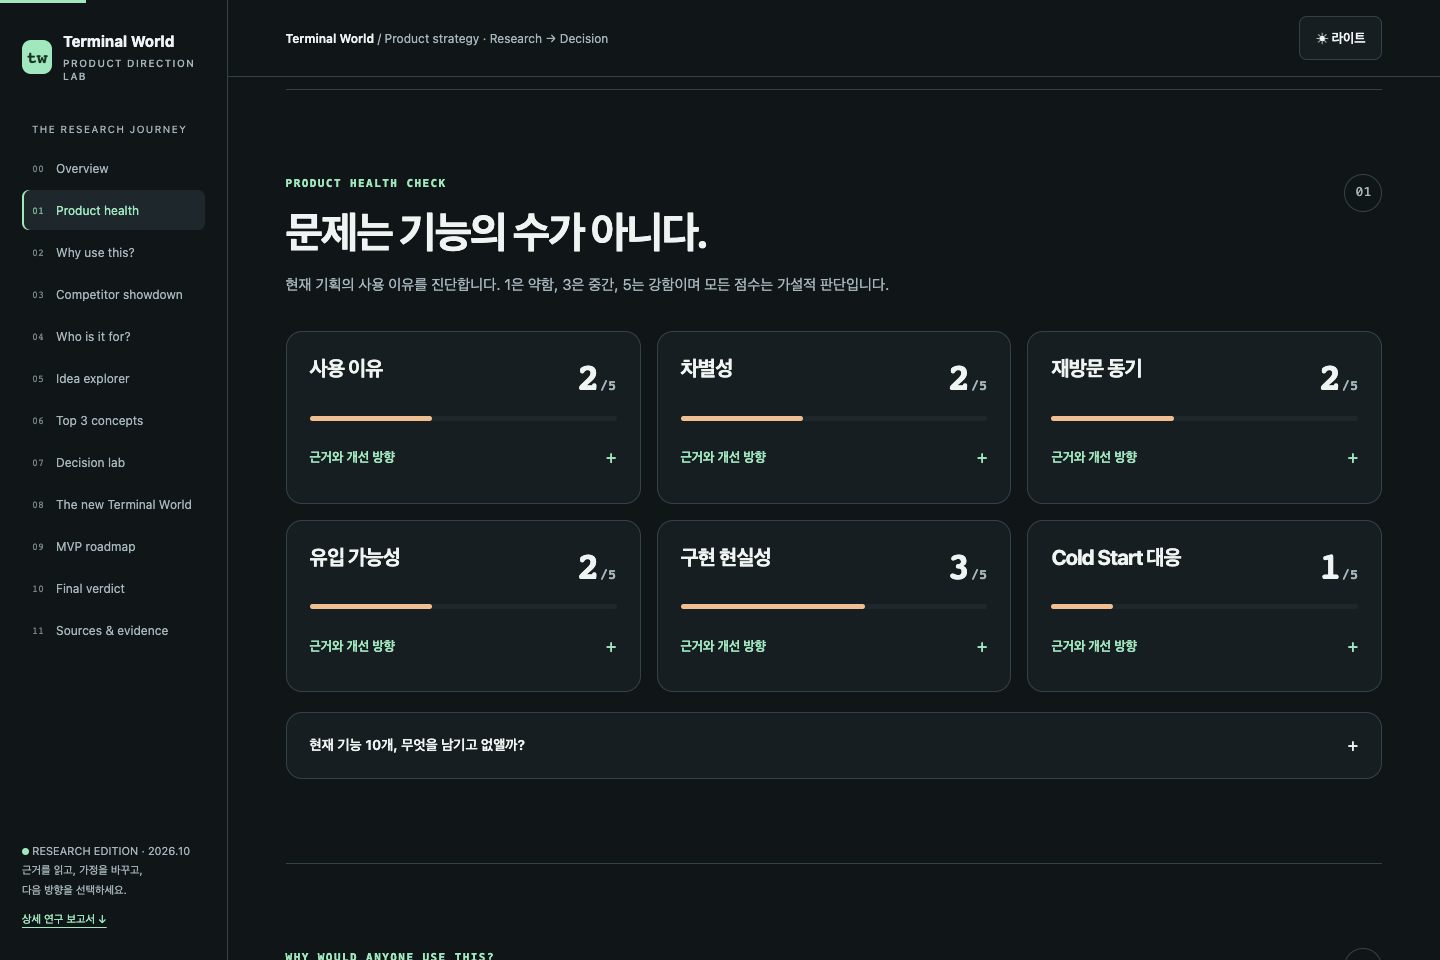 tw
Terminal World
PRODUCT DIRECTION
LAB
THE RESEARCH JOURNEY
00 Overview
01 Product health
02 Why use this?
03 Competitor showdown
04 Who is it for?
05 Idea explorer
06 Top 3 concepts
07 Decision lab
08 The new Terminal World
09 MVP roadmap
10 Final verdict
11 Sources & evidence
RESEARCH EDITION · 2026.10
근거를 읽고, 가정을 바꾸고,
다음 방향을 선택하세요.
상세 연구 보고서 ↓
Terminal World / Product strategy · Research → Decision
☀ 라이트
PRODUCT HEALTH CHECK
01
문제는 기능의 수가 아니다.
현재 기획의 사용 이유를 진단합니다. 1은 약함, 3은 중간, 5는 강함이며 모든 점수는 가설적 판단입니다.
사용 이유
2/5
근거와 개선 방향 +
차별성
2/5
근거와 개선 방향 +
재방문 동기
2/5
근거와 개선 방향 +
유입 가능성
2/5
근거와 개선 방향 +
구현 현실성
3/5
근거와 개선 방향 +
Cold Start 대응
1/5
근거와 개선 방향 +
현재 기능 10개, 무엇을 남기고 없앨까? +
WHY WOULD ANYONE USE THIS?